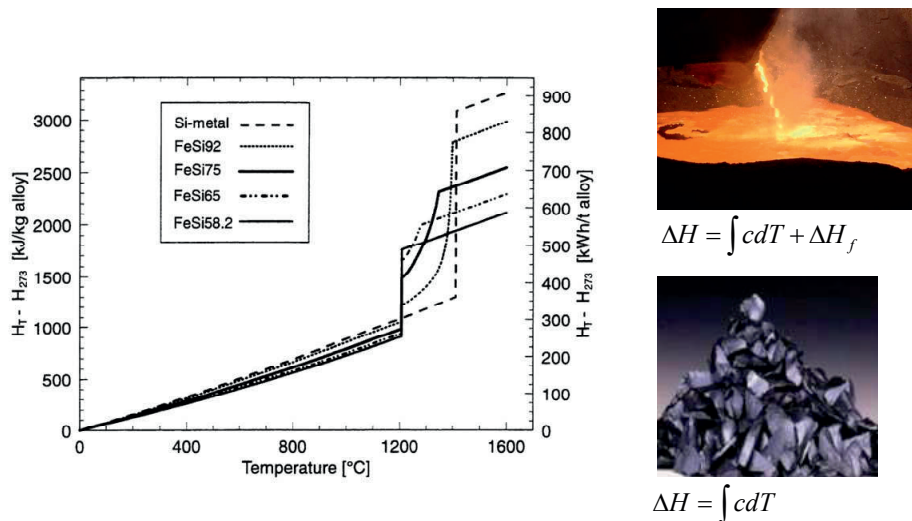 H_T - H_273 [kJ/kg alloy]
3000
2500
2000
1500
1000
500
0
Si-metal
FeSi92
FeSi75
FeSi65
FeSi58.2
0 400 800 1200 1600
Temperature [°C]
900
800
700
600
500
400
300
200
100
0
H_T - H_273 [kWh/t alloy]
ΔH = ∫ cdT + ΔH_f
ΔH = ∫ cdT